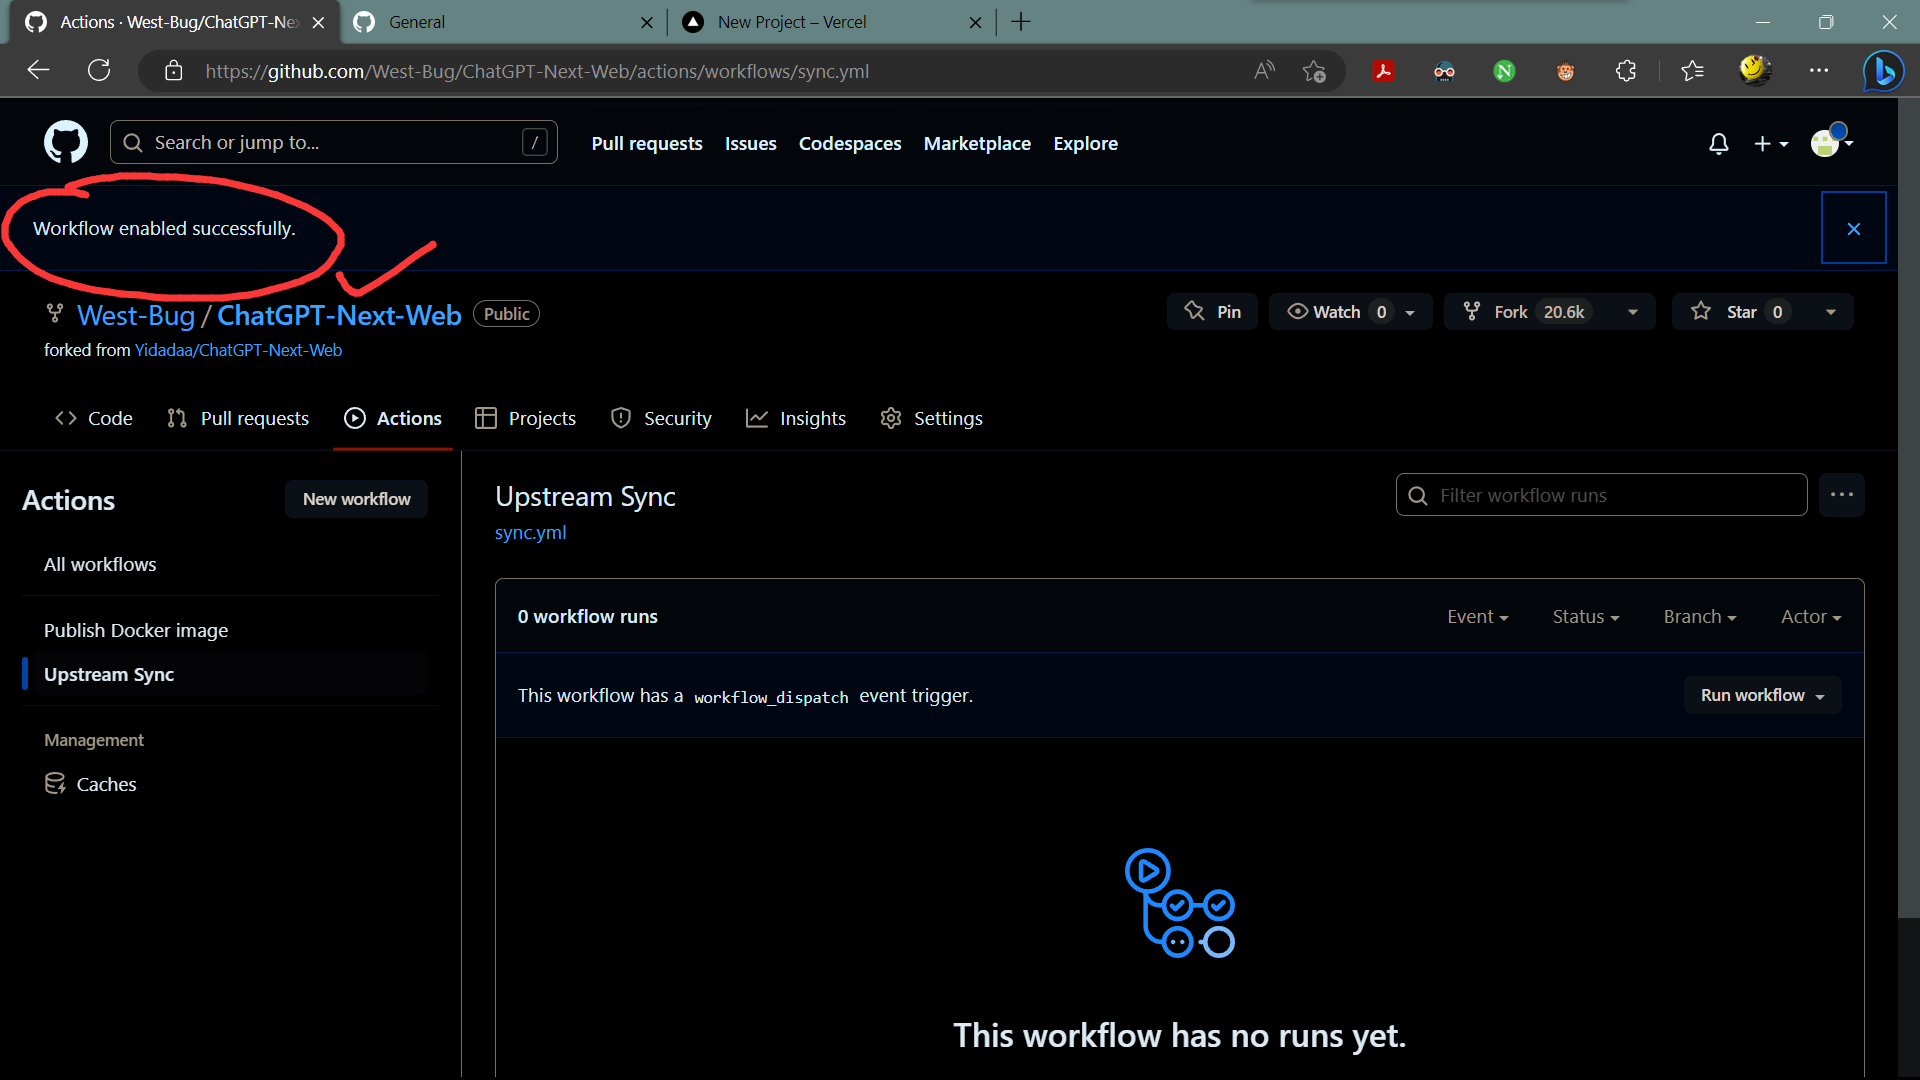 Actions · West-Bug/ChatGPT-Ne
General
New Project – Vercel
https://github.com/West-Bug/ChatGPT-Next-Web/actions/workflows/sync.yml
Search or jump to...
/
Pull requests
Issues
Codespaces
Marketplace
Explore
Workflow enabled successfully.
West-Bug / ChatGPT-Next-Web
Public
Pin
Watch 0
Fork 20.6k
Star 0
forked from Yidadaa/ChatGPT-Next-Web
Code
Pull requests
Actions
Projects
Security
Insights
Settings
Actions
New workflow
All workflows
Publish Docker image
Upstream Sync
Management
Caches
Upstream Sync
sync.yml
Filter workflow runs
0 workflow runs
Event
Status
Branch
Actor
This workflow has a workflow_dispatch event trigger.
Run workflow
This workflow has no runs yet.